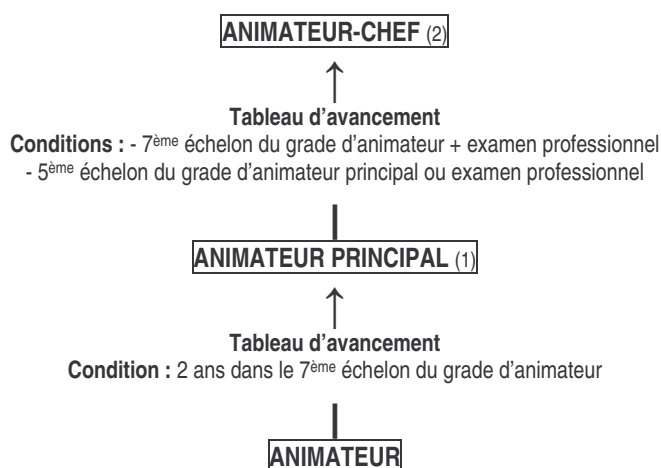 ANIMATEUR-CHEF (2)
Tableau d’avancement
Conditions : - 7ème échelon du grade d’animateur + examen professionnel
- 5ème échelon du grade d’animateur principal ou examen professionnel
ANIMATEUR PRINCIPAL (1)
Tableau d’avancement
Condition : 2 ans dans le 7ème échelon du grade d’animateur
ANIMATEUR